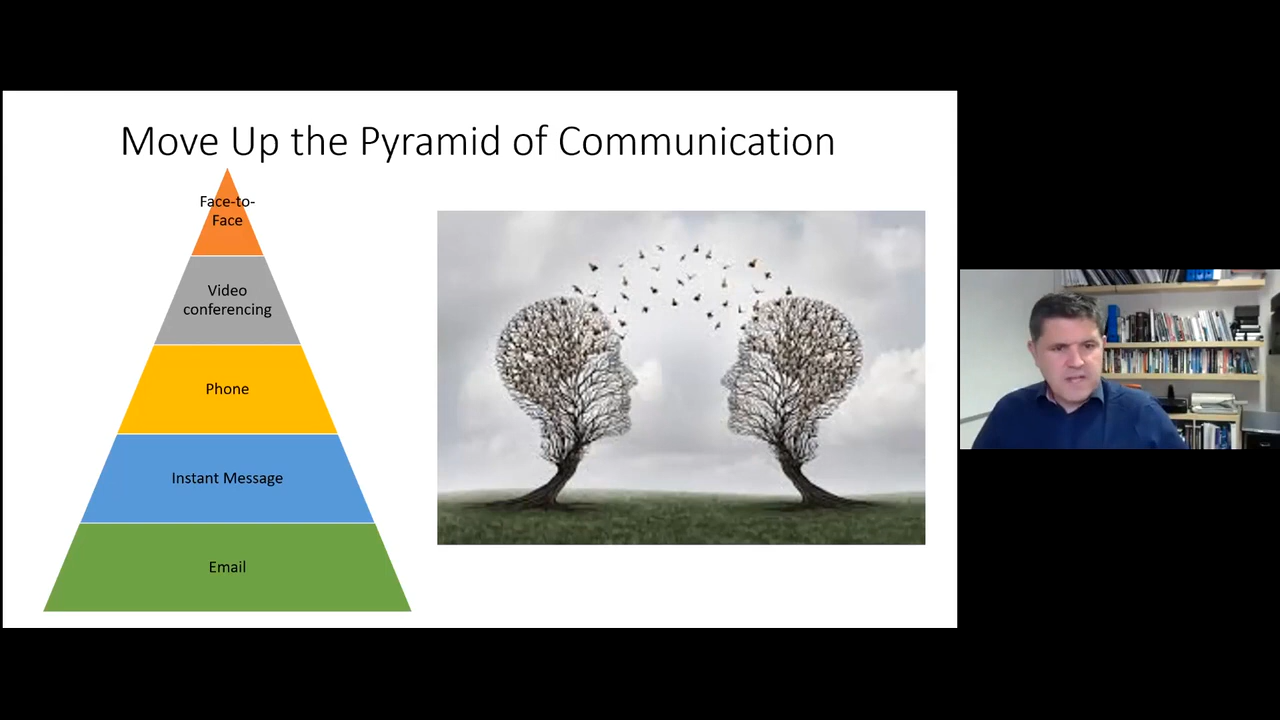 Move Up the Pyramid of Communication
Face-to-
Face
Video
conferencing
Phone
Instant Message
Email